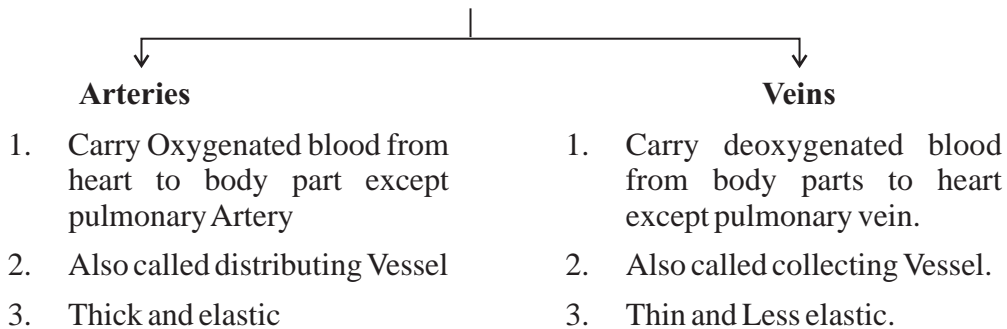 Arteries
1. Carry Oxygenated blood from
heart to body part except
pulmonary Artery
2. Also called distributing Vessel
3. Thick and elastic
Veins
1. Carry deoxygenated blood
from body parts to heart
except pulmonary vein.
2. Also called collecting Vessel.
3. Thin and Less elastic.